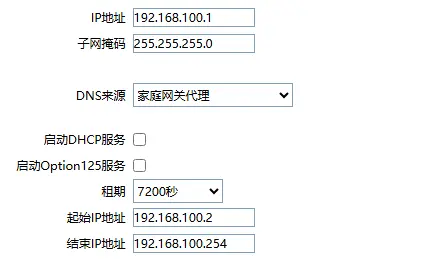 IP地址 192.168.100.1
子网掩码 255.255.255.0
DNS来源 家庭网关代理
启动DHCP服务
启动Option125服务
租期 7200秒
起始IP地址 192.168.100.2
结束IP地址 192.168.100.254